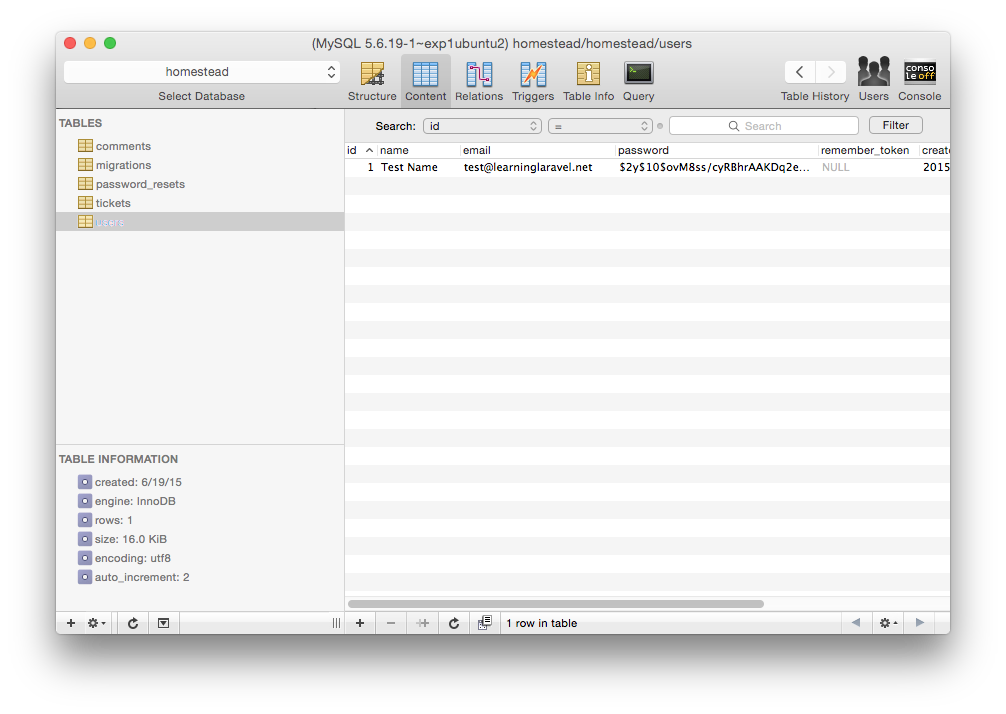 (MySQL 5.6.19-1~exp1ubuntu2) homestead/homestead/users
homestead
Select Database
Structure
Content
Relations
Triggers
Table Info
Query
Table History
Users
conso
le off
Console
TABLES
comments
migrations
password_resets
tickets
users
Search:
id
=
Search
Filter
id name email password remember_token create
1 Test Name test@learninglaravel.net $2y$10$ovM8ss/cyRBhrAAKDq2e... NULL 2015
TABLE INFORMATION
created: 6/19/15
engine: InnoDB
rows: 1
size: 16.0 KiB
encoding: utf8
auto_increment: 2
1 row in table